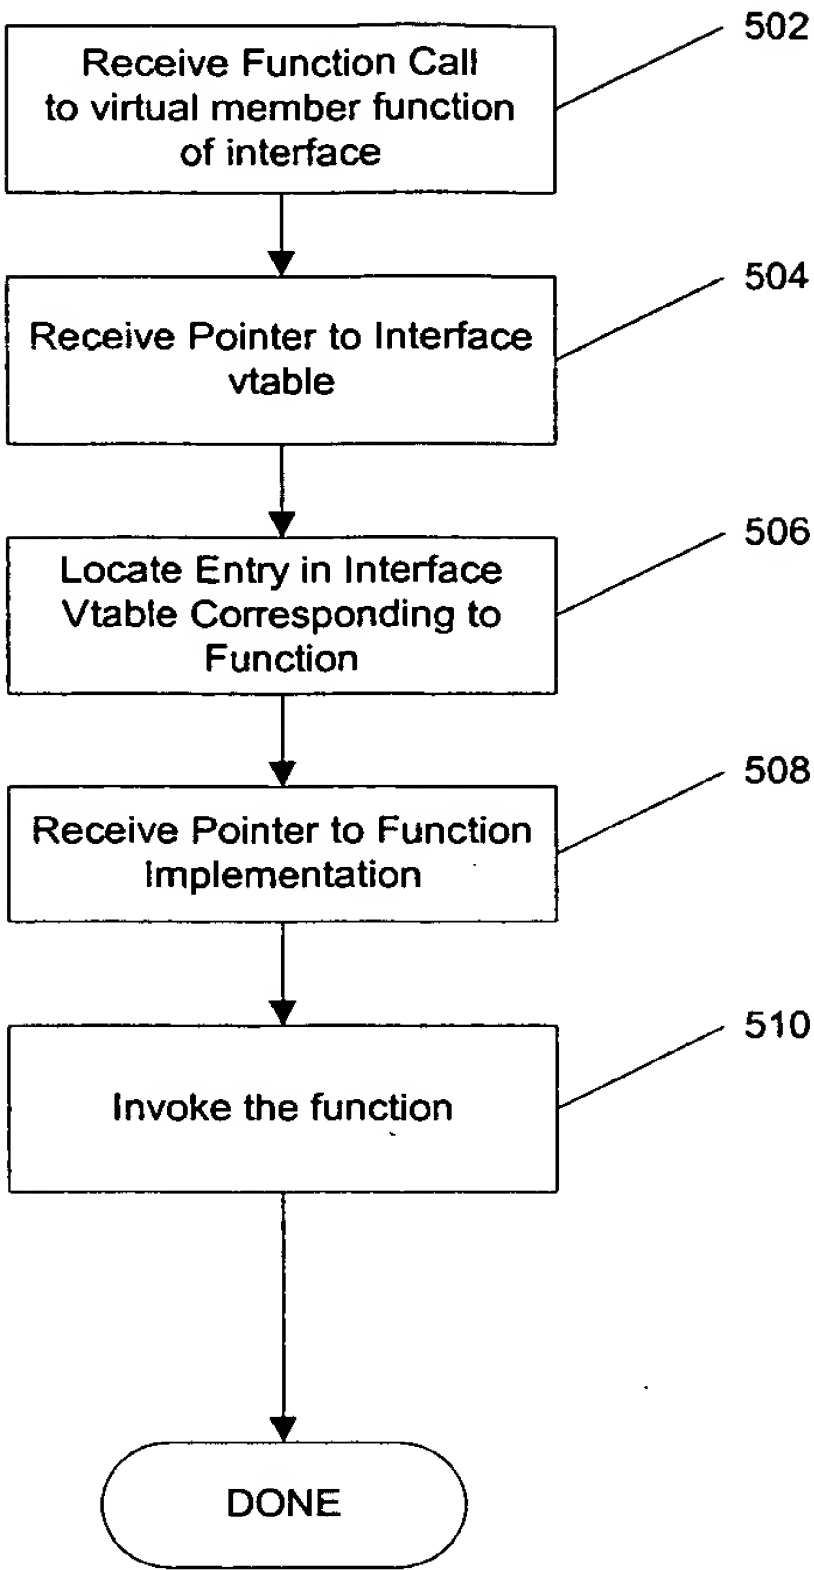 502
Receive Function Call
to virtual member function
of interface
504
Receive Pointer to Interface
vtable
506
Locate Entry in Interface
Vtable Corresponding to
Function
508
Receive Pointer to Function
Implementation
510
Invoke the function
DONE